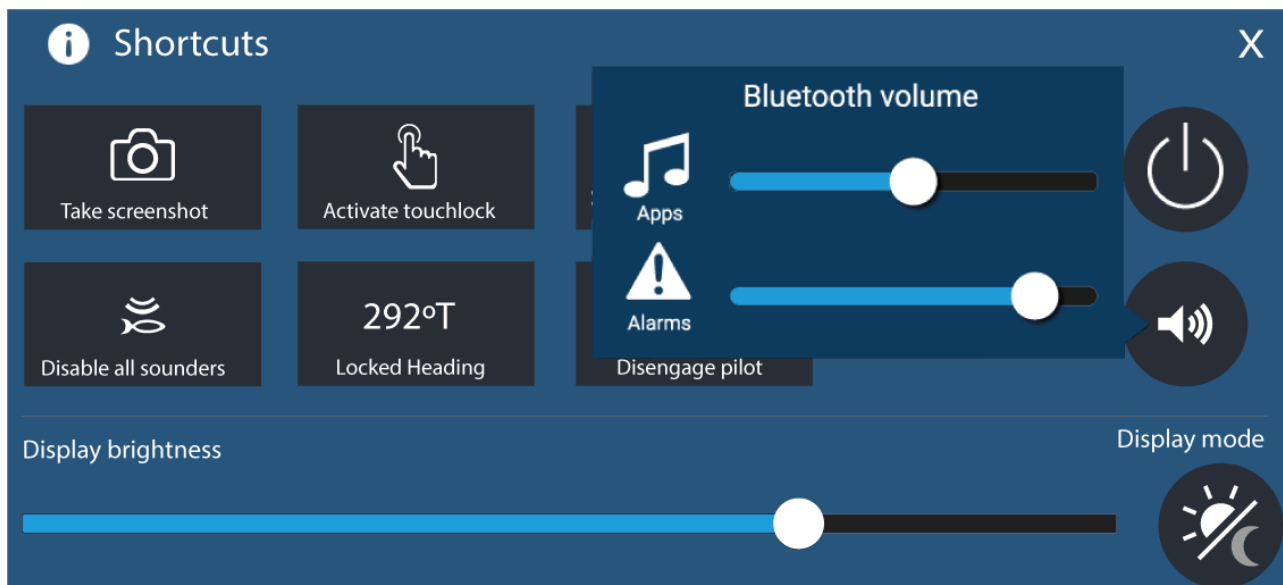 Shortcuts
X
Bluetooth volume
Take screenshot
Activate touchlock
Apps
Alarms
Disable all sounders
292ºT
Locked Heading
Disengage pilot
Display brightness
Display mode